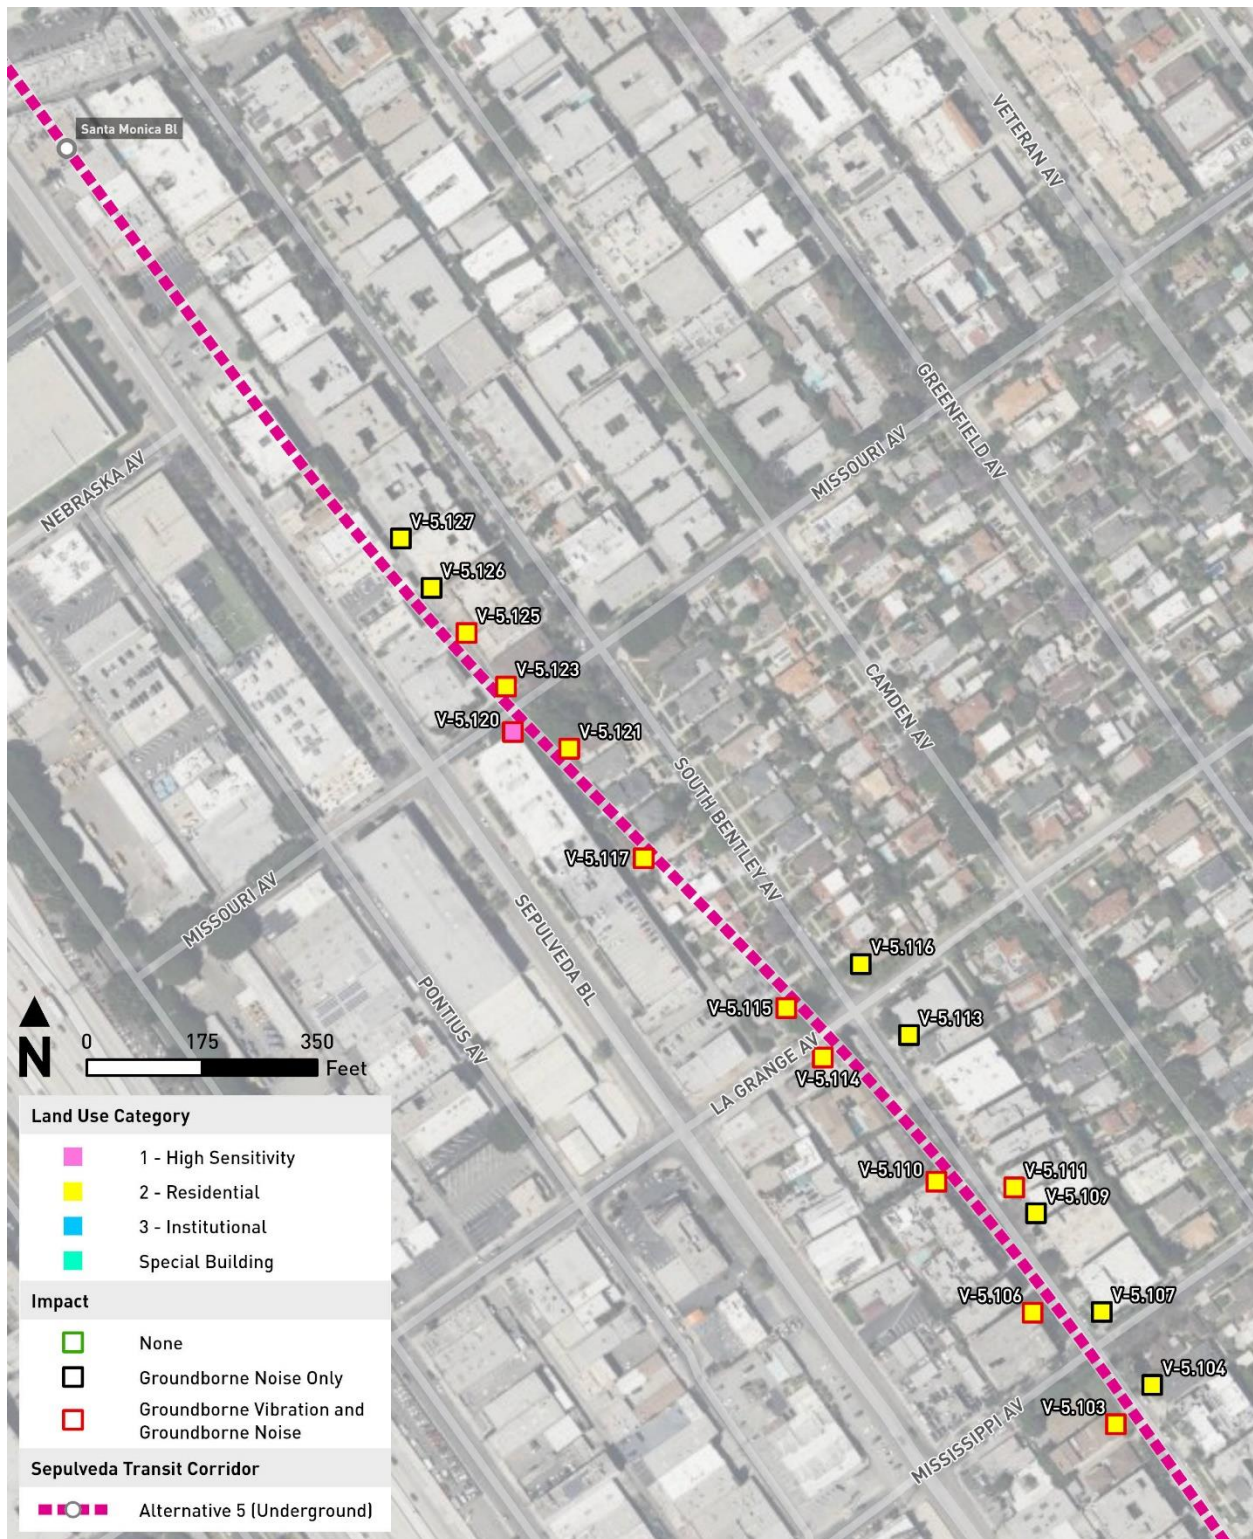 Santa Monica Bl
VETERAN AV
GREENFIELD AV
MISSOURI AV
NEBRASKA AV
V-5.127
V-5.126
V-5.125
V-5.123
V-5.120
V-5.121
CAMDEN AV
SOUTH BENTLEY AV
V-5.117
MISSOURI AV
SEPULVEDA BL
V-5.116
PONTIUS AV
V-5.115
V-5.113
LA GRANGE AV
V-5.114
V-5.110
V-5.111
V-5.109
V-5.106
V-5.107
V-5.104
V-5.103
MISSISSIPPI AV
N
0 175 350
Feet
Land Use Category
1 - High Sensitivity
2 - Residential
3 - Institutional
Special Building
Impact
None
Groundborne Noise Only
Groundborne Vibration and
Groundborne Noise
Sepulveda Transit Corridor
Alternative 5 (Underground)